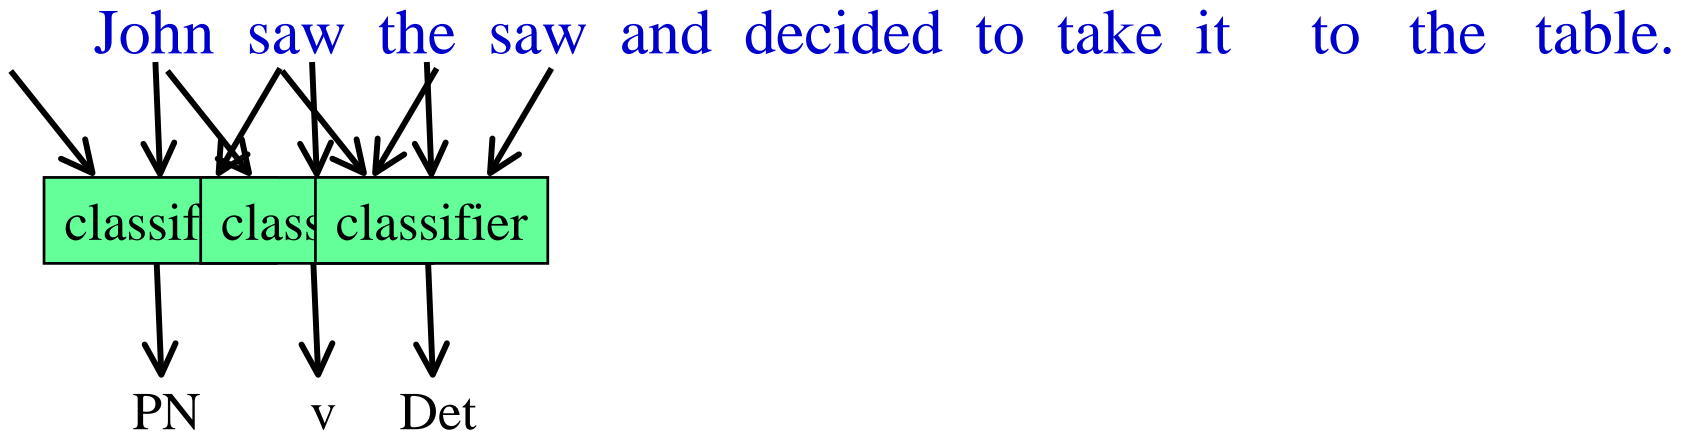 John saw the saw and decided to take it to the table.
classif class classifier
PN v Det